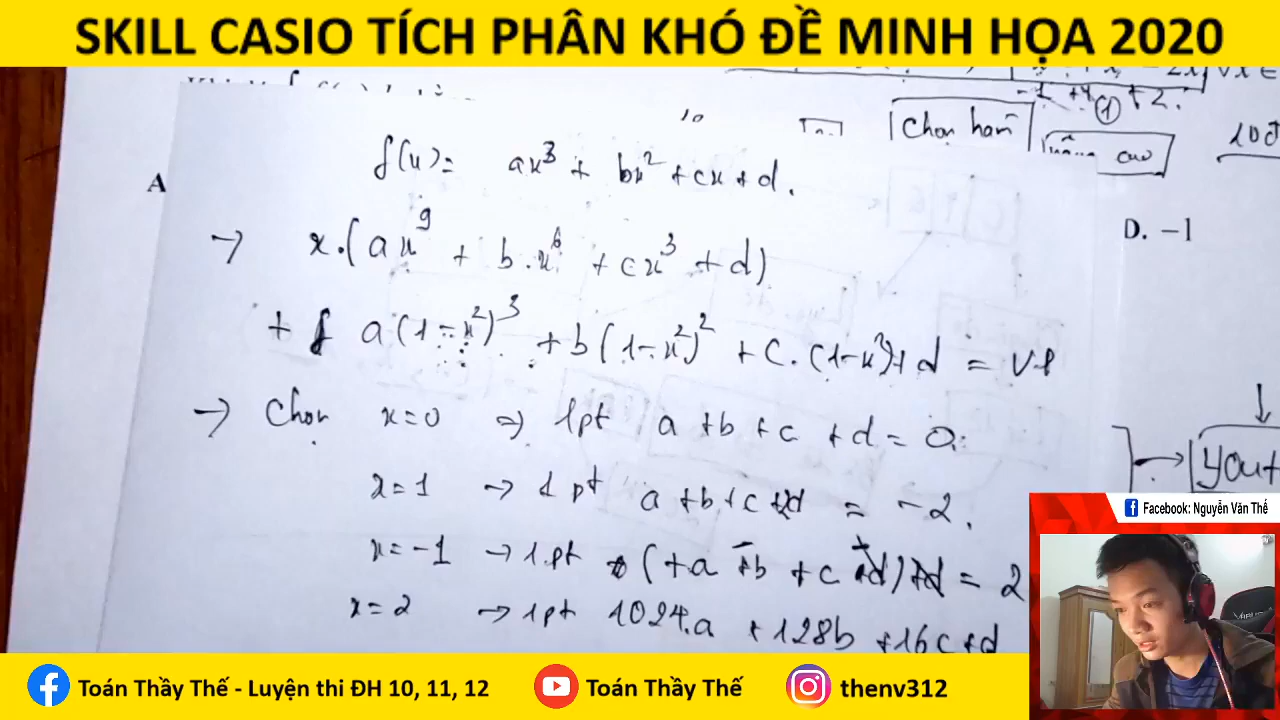 SKILL CASIO TÍCH PHÂN KHÓ ĐỀ MINH HỌA 2020
Chọn hàm
①
A
D. −1
f(x) = ax³ + bx² + cx + d.
→ x.(ax⁹ + b.x⁶ + cx³ + d)
+ a(1−x²)³ + b(1−x²)² + c.(1−x²) + d = VP
→ Chọn x=0 ⇒ 1pt a + b + c + d = 0.
x=1 → 1pt a + b + c + 2d = −2.
x=−1 → 1pt
x=2 → 1pt 1024.a + 128b + 16c + d
Facebook: Nguyễn Văn Thế
Toán Thầy Thế - Luyện thi ĐH 10, 11, 12
Toán Thầy Thế
thenv312